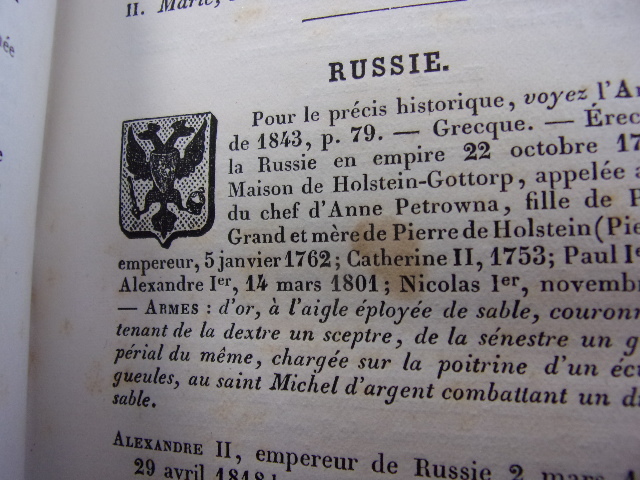 II. Marie,
RUSSIE.
Pour le précis historique, voyez l'An
de 1843, p. 79. — Grecque. — Érec
la Russie en empire 22 octobre 17
Maison de Holstein-Gottorp, appelée a
du chef d'Anne Petrowna, fille de P
Grand et mère de Pierre de Holstein (Pie
empereur, 5 janvier 1762; Catherine II, 1753; Paul Ie
Alexandre Ier, 14 mars 1801; Nicolas Ier, novemb
— ARMES : d'or, à l'aigle éployée de sable, couronn
tenant de la dextre un sceptre, de la sénestre un g
périal du même, chargée sur la poitrine d'un écu
gueules, au saint Michel d'argent combattant un d
sable.
ALEXANDRE II, empereur de Russie 2 mars
29 avril 1818